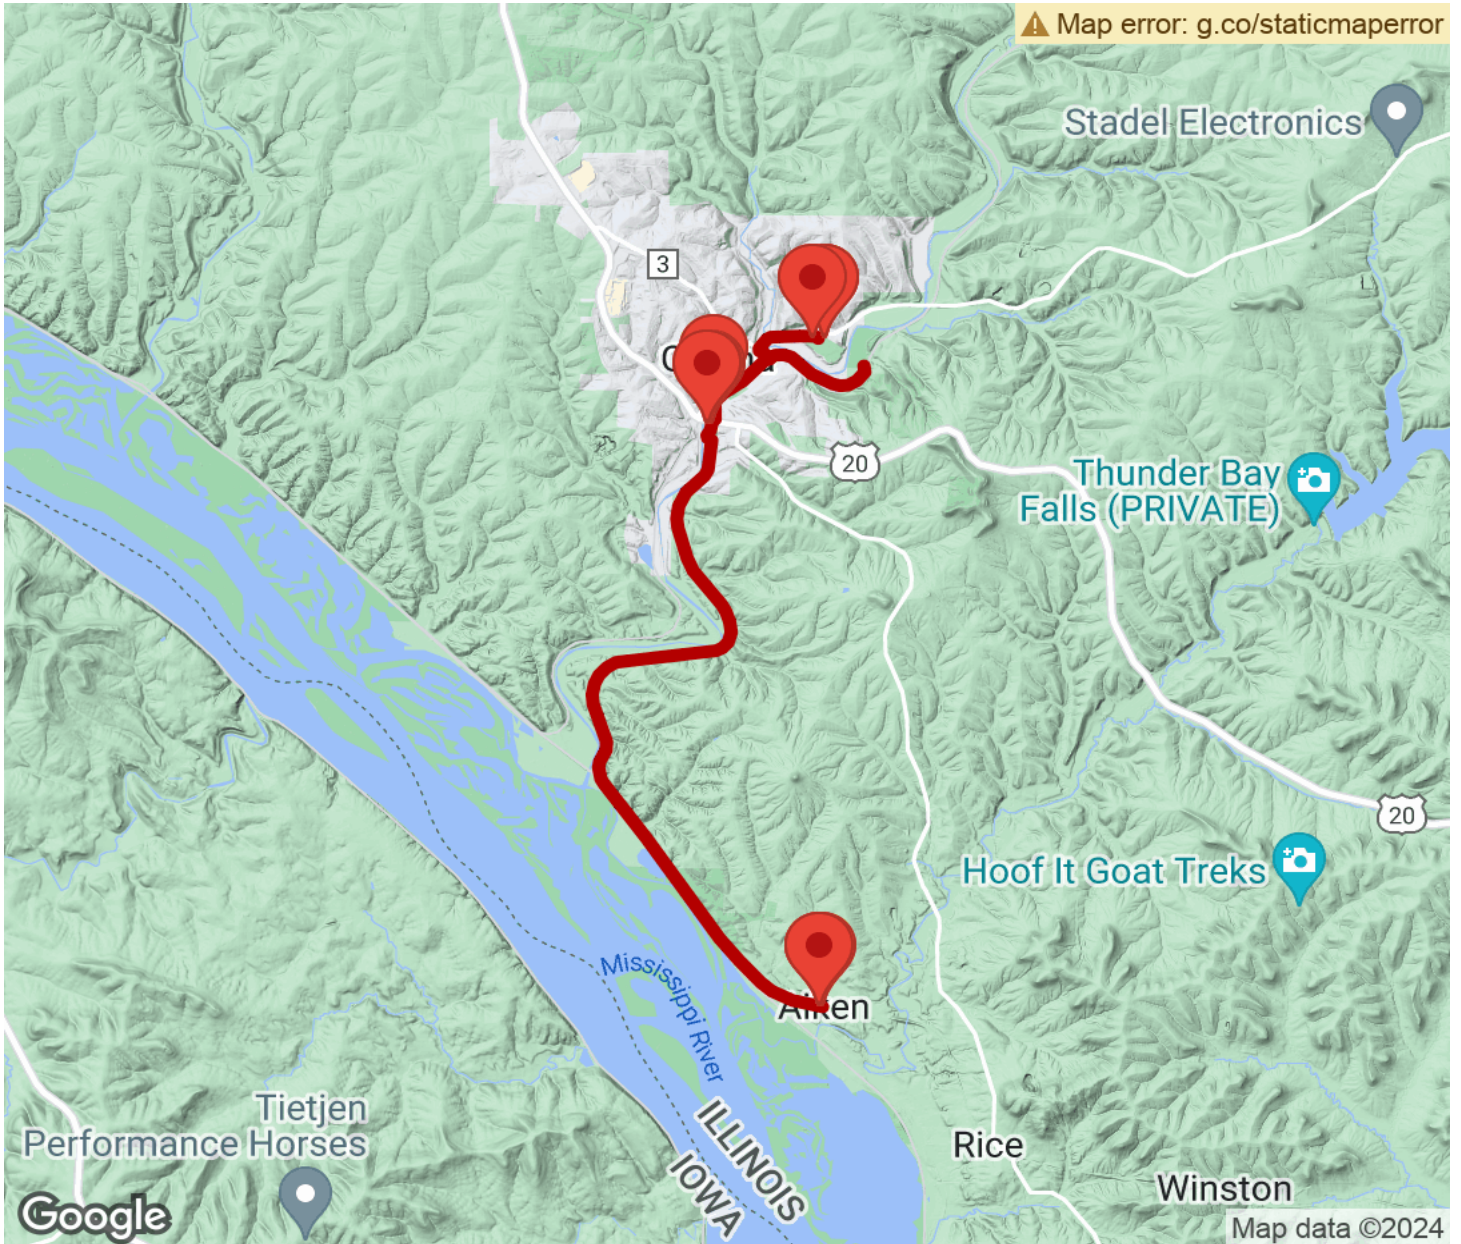 Map error: g.co/staticmaperror
Stadel Electronics
3
20
Thunder Bay
Falls (PRIVATE)
20
Hoof It Goat Treks
Mississippi River
Aiken
Tietjen
Performance Horses
ILLINOIS
IOWA
Rice
Winston
Google
Map data ©2024